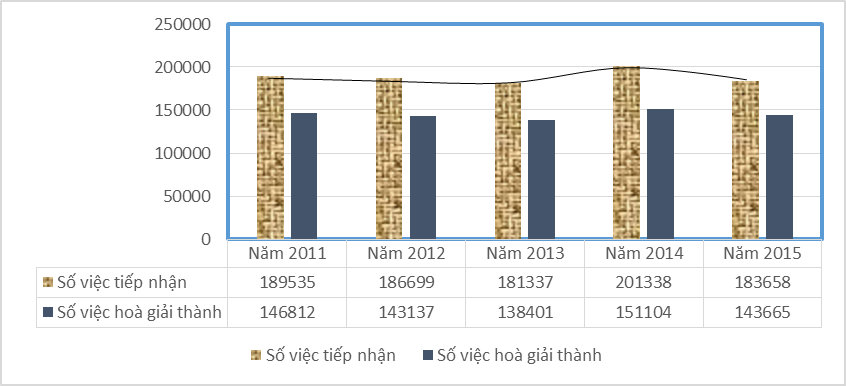 250000
200000
150000
100000
50000
0
Năm 2011 Năm 2012 Năm 2013 Năm 2014 Năm 2015
Số việc tiếp nhận 189535 186699 181337 201338 183658
Số việc hoà giải thành 146812 143137 138401 151104 143665
Số việc tiếp nhận Số việc hoà giải thành